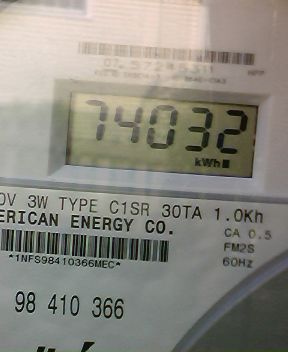 74032
kWh
0V 3W TYPE C1SR 30TA 1.0Kh
ERICAN ENERGY CO.
CA 0.5
FM2S
*1NFS98410366MEC*
60Hz
98 410 366